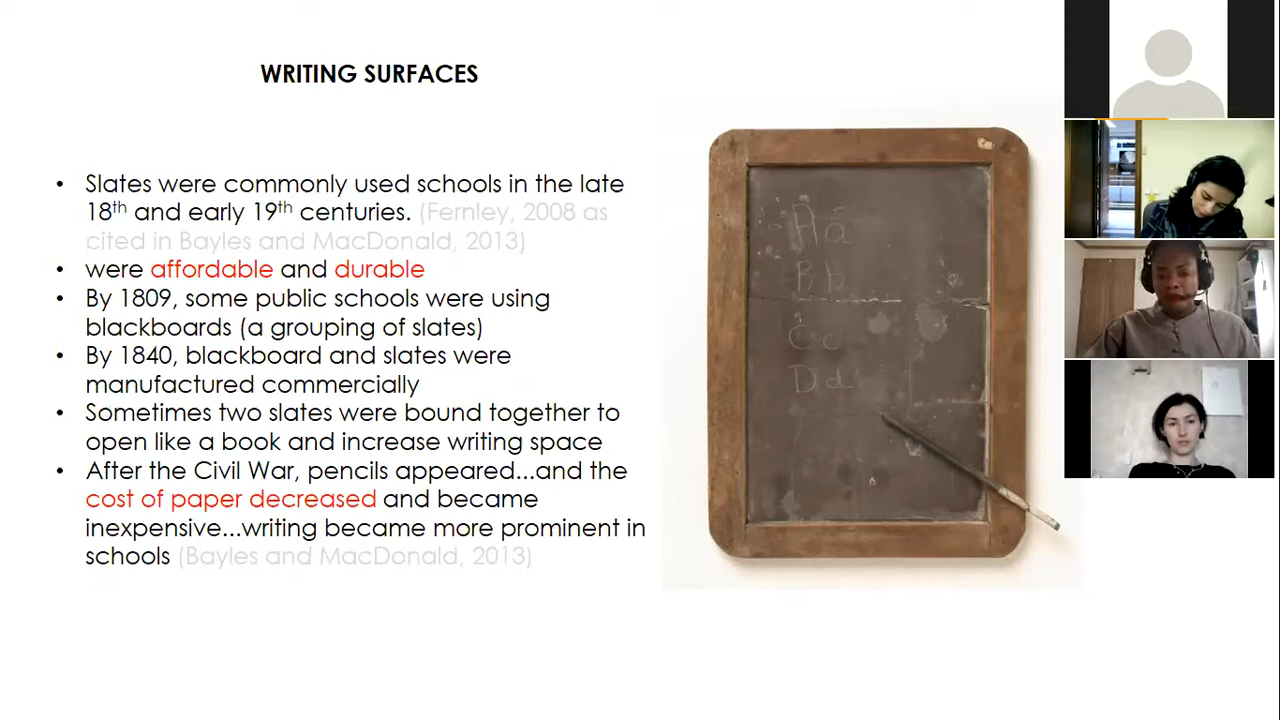 WRITING SURFACES
• Slates were commonly used schools in the late
18th and early 19th centuries. (Fernley, 2008 as
cited in Bayles and MacDonald, 2013)
• were affordable and durable
• By 1809, some public schools were using
blackboards (a grouping of slates)
• By 1840, blackboard and slates were
manufactured commercially
• Sometimes two slates were bound together to
open like a book and increase writing space
• After the Civil War, pencils appeared...and the
cost of paper decreased and became
inexpensive...writing became more prominent in
schools (Bayles and MacDonald, 2013)
A a
B b
C c
D d